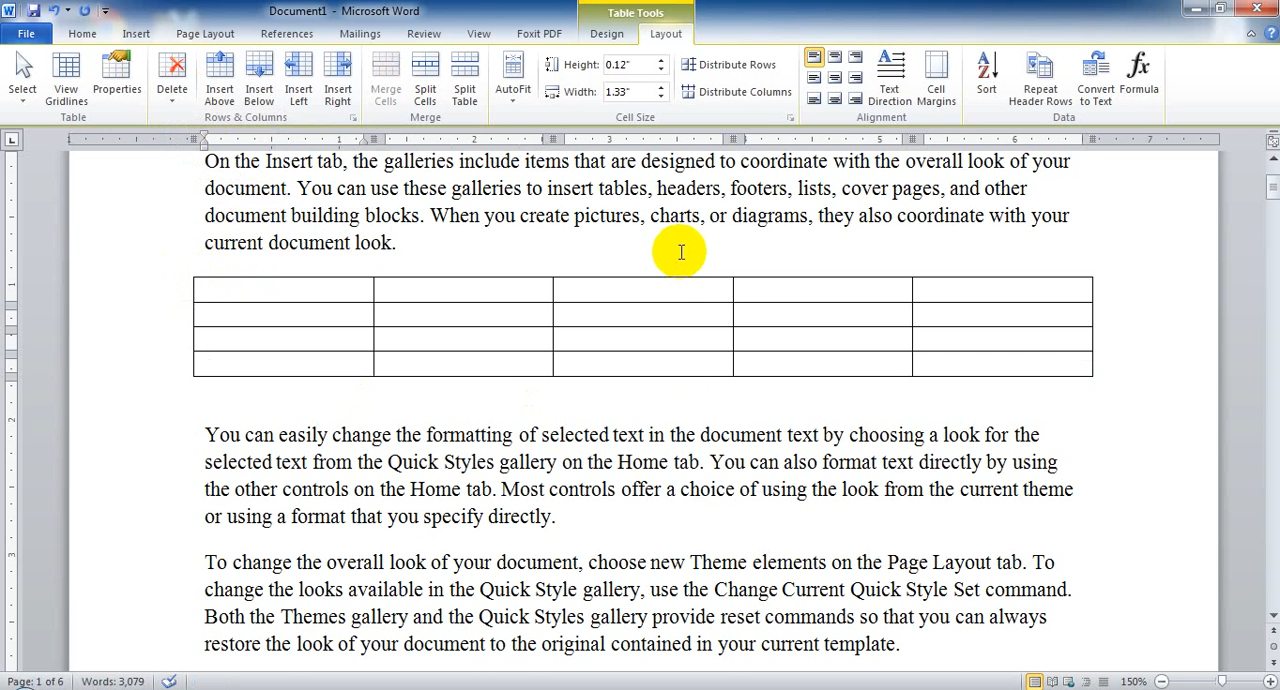 Document1 - Microsoft Word
Table Tools
File Home Insert Page Layout References Mailings Review View Foxit PDF Design Layout
Select View Gridlines Properties
Table
Delete Insert Above Insert Below Insert Left Insert Right
Rows & Columns
Merge Cells Split Cells Split Table
Merge
AutoFit Height: 0.12" Distribute Rows
Width: 1.33" Distribute Columns
Cell Size
Text Direction Cell Margins
Alignment
Sort Repeat Header Rows Convert to Text Formula
Data
1 2 3 5 6 7
On the Insert tab, the galleries include items that are designed to coordinate with the overall look of your
document. You can use these galleries to insert tables, headers, footers, lists, cover pages, and other
document building blocks. When you create pictures, charts, or diagrams, they also coordinate with your
current document look.
You can easily change the formatting of selected text in the document text by choosing a look for the
selected text from the Quick Styles gallery on the Home tab. You can also format text directly by using
the other controls on the Home tab. Most controls offer a choice of using the look from the current theme
or using a format that you specify directly.
To change the overall look of your document, choose new Theme elements on the Page Layout tab. To
change the looks available in the Quick Style gallery, use the Change Current Quick Style Set command.
Both the Themes gallery and the Quick Styles gallery provide reset commands so that you can always
restore the look of your document to the original contained in your current template.
Page: 1 of 6 Words: 3,079 150%